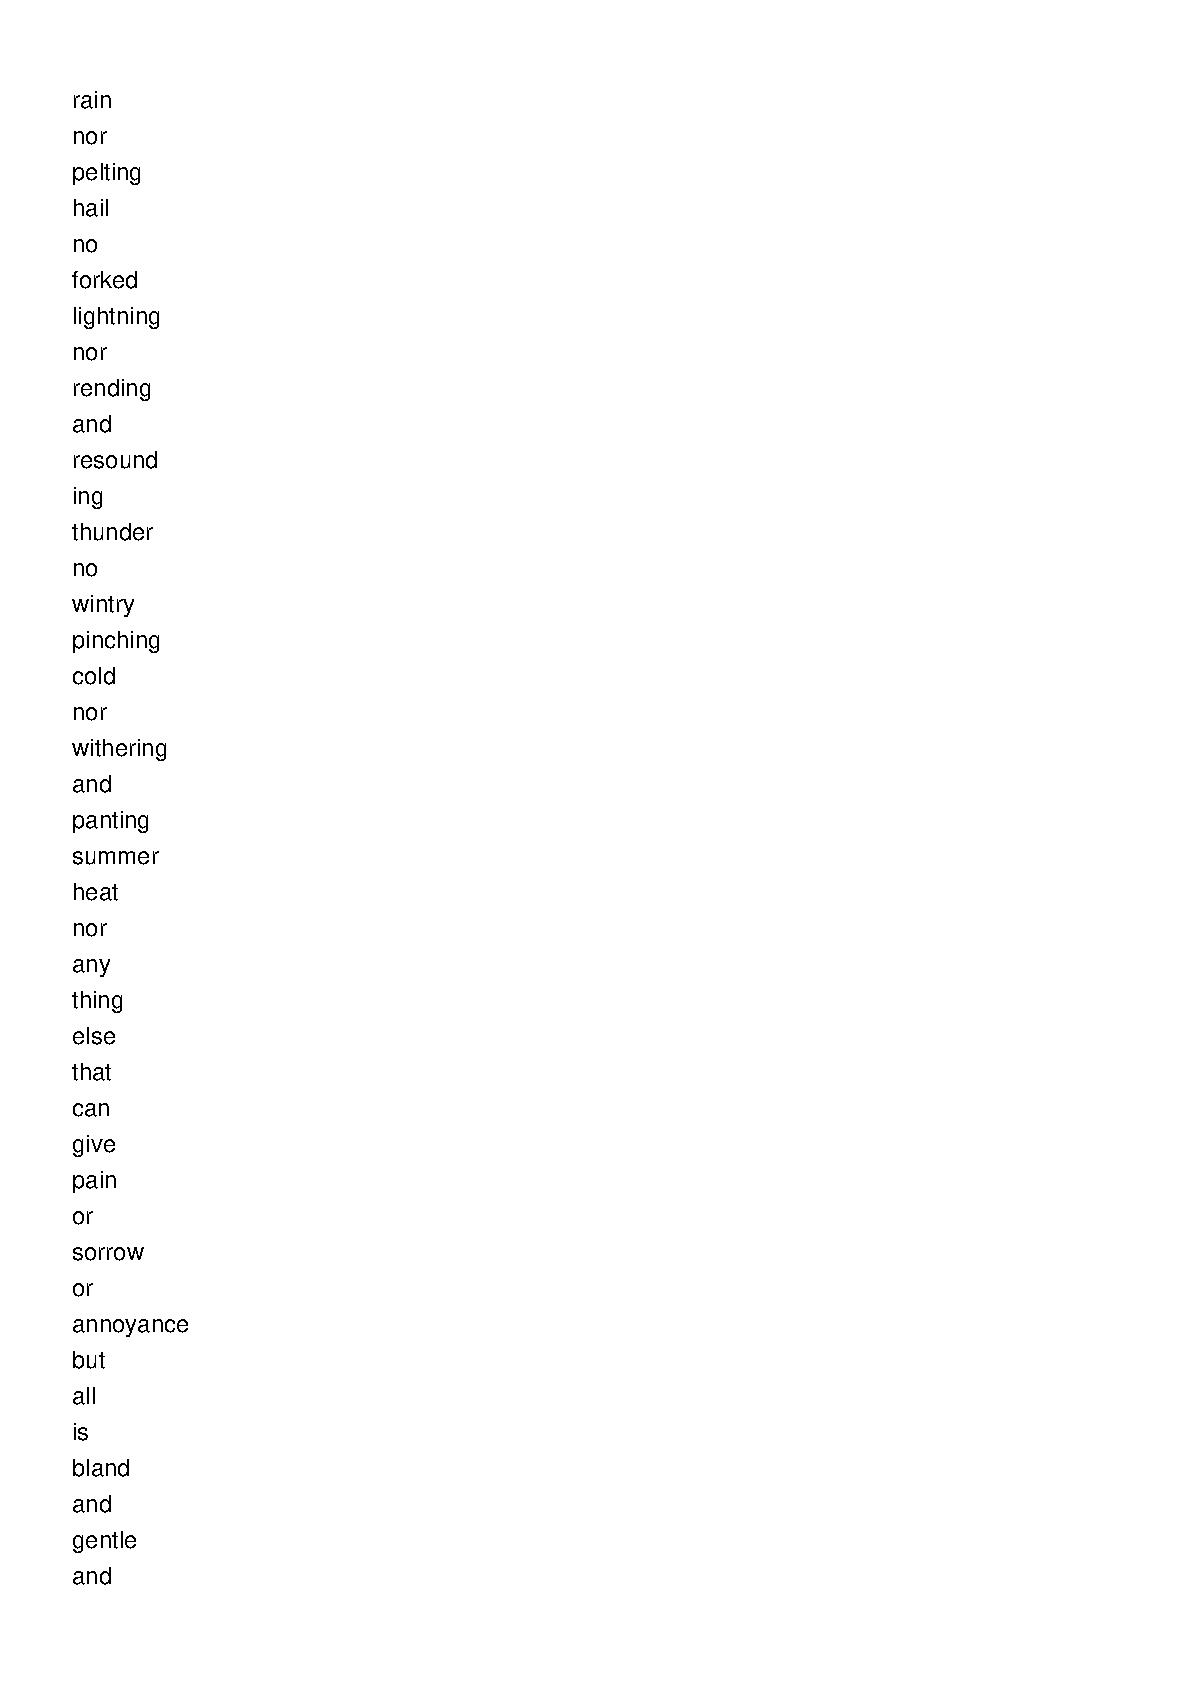 rain
nor
pelting
hail
no
forked
lightning
nor
rending
and
resound
ing
thunder
no
wintry
pinching
cold
nor
withering
and
panting
summer
heat
nor
any
thing
else
that
can
give
pain
or
sorrow
or
annoyance
but
all
is
bland
and
gentle
and